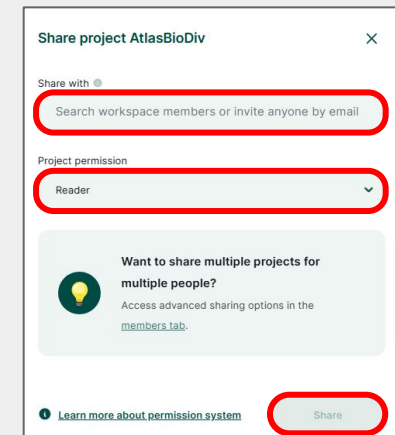 Share project AtlasBioDiv
Share with
Search workspace members or invite anyone by email
Project permission
Reader
Want to share multiple projects for
multiple people?
Access advanced sharing options in the
members tab.
Learn more about permission system
Share